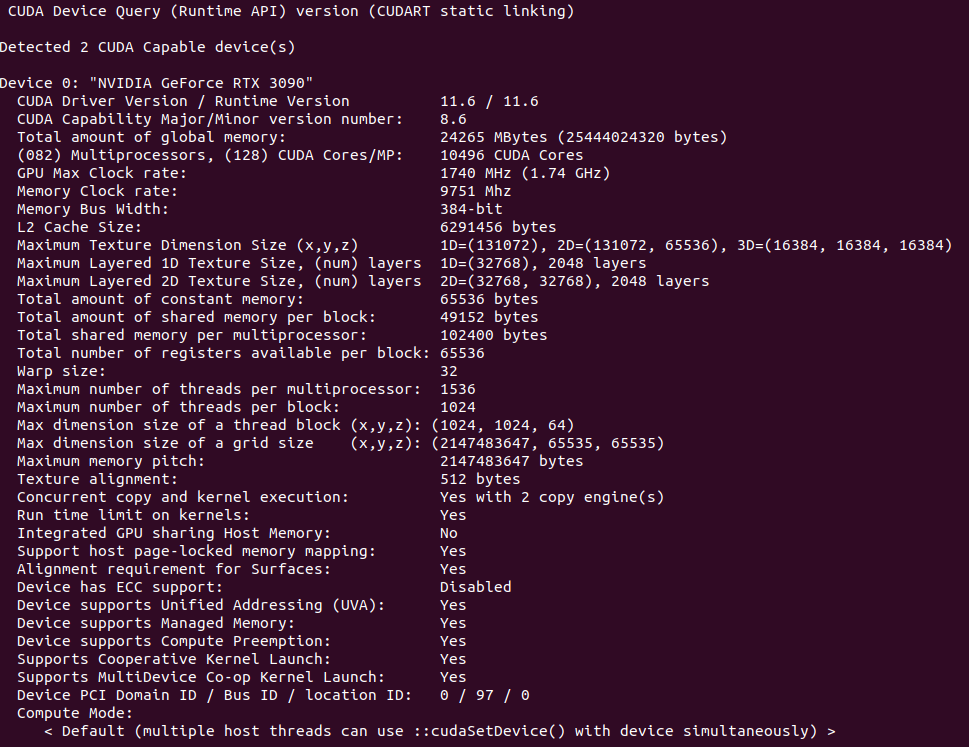 CUDA Device Query (Runtime API) version (CUDART static linking)
Detected 2 CUDA Capable device(s)
Device 0: "NVIDIA GeForce RTX 3090"
CUDA Driver Version / Runtime Version 11.6 / 11.6
CUDA Capability Major/Minor version number: 8.6
Total amount of global memory: 24265 MBytes (25444024320 bytes)
(082) Multiprocessors, (128) CUDA Cores/MP: 10496 CUDA Cores
GPU Max Clock rate: 1740 MHz (1.74 GHz)
Memory Clock rate: 9751 Mhz
Memory Bus Width: 384-bit
L2 Cache Size: 6291456 bytes
Maximum Texture Dimension Size (x,y,z) 1D=(131072), 2D=(131072, 65536), 3D=(16384, 16384, 16384)
Maximum Layered 1D Texture Size, (num) layers 1D=(32768), 2048 layers
Maximum Layered 2D Texture Size, (num) layers 2D=(32768, 32768), 2048 layers
Total amount of constant memory: 65536 bytes
Total amount of shared memory per block: 49152 bytes
Total shared memory per multiprocessor: 102400 bytes
Total number of registers available per block: 65536
Warp size: 32
Maximum number of threads per multiprocessor: 1536
Maximum number of threads per block: 1024
Max dimension size of a thread block (x,y,z): (1024, 1024, 64)
Max dimension size of a grid size (x,y,z): (2147483647, 65535, 65535)
Maximum memory pitch: 2147483647 bytes
Texture alignment: 512 bytes
Concurrent copy and kernel execution: Yes with 2 copy engine(s)
Run time limit on kernels: Yes
Integrated GPU sharing Host Memory: No
Support host page-locked memory mapping: Yes
Alignment requirement for Surfaces: Yes
Device has ECC support: Disabled
Device supports Unified Addressing (UVA): Yes
Device supports Managed Memory: Yes
Device supports Compute Preemption: Yes
Supports Cooperative Kernel Launch: Yes
Supports MultiDevice Co-op Kernel Launch: Yes
Device PCI Domain ID / Bus ID / location ID: 0 / 97 / 0
Compute Mode:
< Default (multiple host threads can use ::cudaSetDevice() with device simultaneously) >